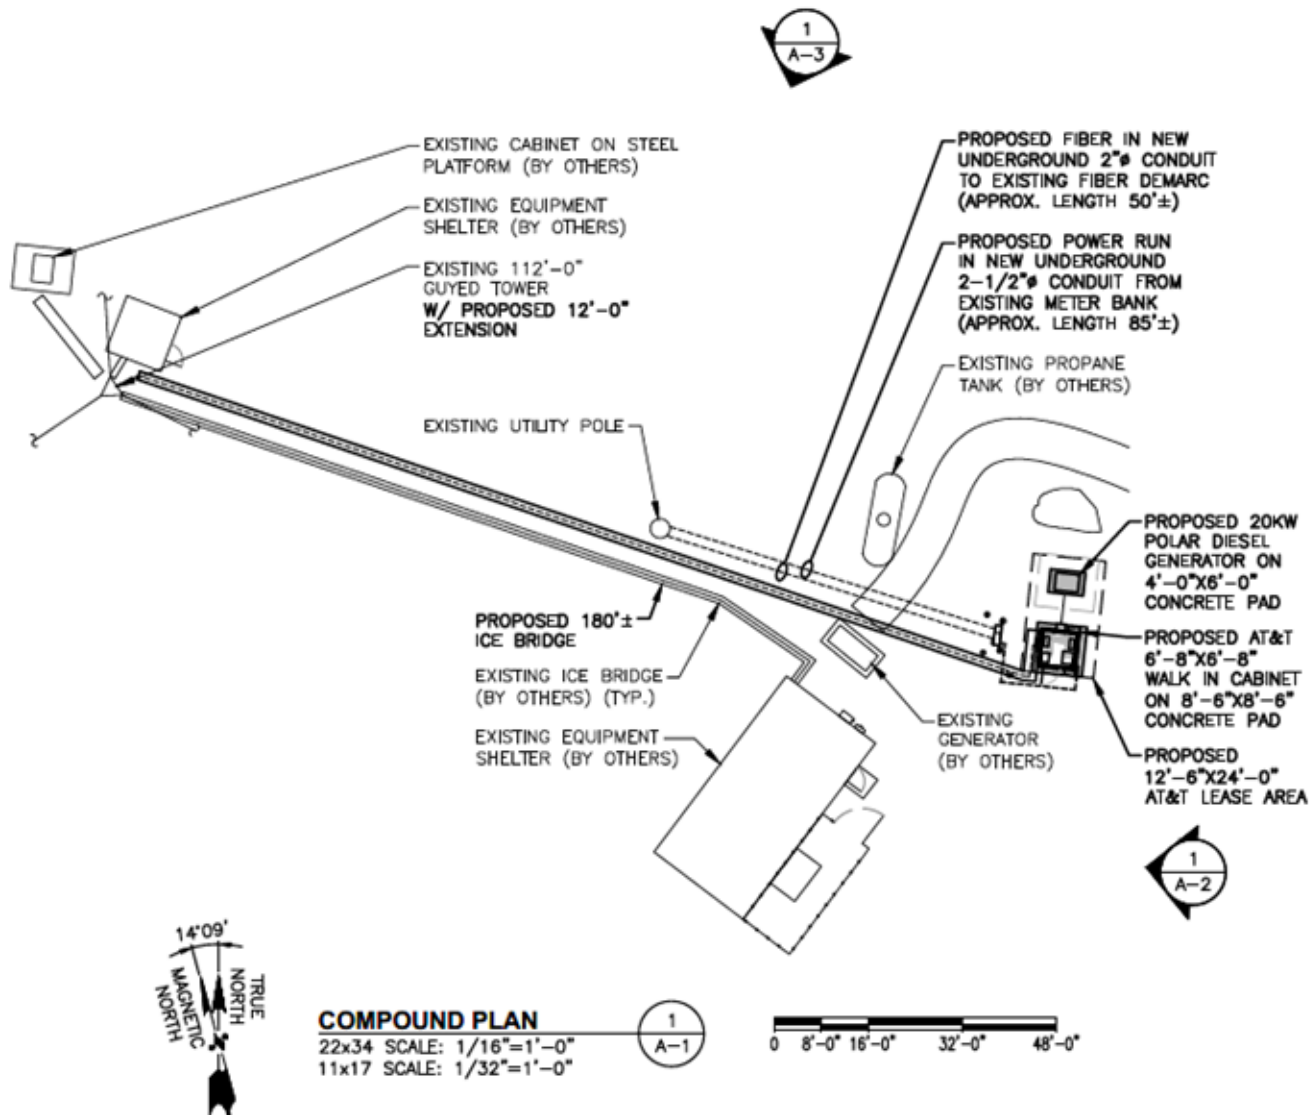 1
A-3
EXISTING CABINET ON STEEL
PLATFORM (BY OTHERS)
EXISTING EQUIPMENT
SHELTER (BY OTHERS)
EXISTING 112'-0"
GUYED TOWER
W/ PROPOSED 12'-0"
EXTENSION
EXISTING UTILITY POLE
PROPOSED FIBER IN NEW
UNDERGROUND 2"ø CONDUIT
TO EXISTING FIBER DEMARC
(APPROX. LENGTH 50'±)
PROPOSED POWER RUN
IN NEW UNDERGROUND
2-1/2"ø CONDUIT FROM
EXISTING METER BANK
(APPROX. LENGTH 85'±)
EXISTING PROPANE
TANK (BY OTHERS)
PROPOSED 20KW
POLAR DIESEL
GENERATOR ON
4'-0"X6'-0"
CONCRETE PAD
PROPOSED AT&T
6'-8"X6'-8"
WALK IN CABINET
ON 8'-6"X8'-6"
CONCRETE PAD
PROPOSED
12'-6"X24'-0"
AT&T LEASE AREA
PROPOSED 180'±
ICE BRIDGE
EXISTING ICE BRIDGE
(BY OTHERS) (TYP.)
EXISTING EQUIPMENT
SHELTER (BY OTHERS)
EXISTING
GENERATOR
(BY OTHERS)
1
A-2
14°09'
TRUE
NORTH
MAGNETIC
NORTH
N
COMPOUND PLAN
22x34 SCALE: 1/16"=1'-0"
11x17 SCALE: 1/32"=1'-0"
1
A-1
0 8'-0" 16'-0" 32'-0" 48'-0"